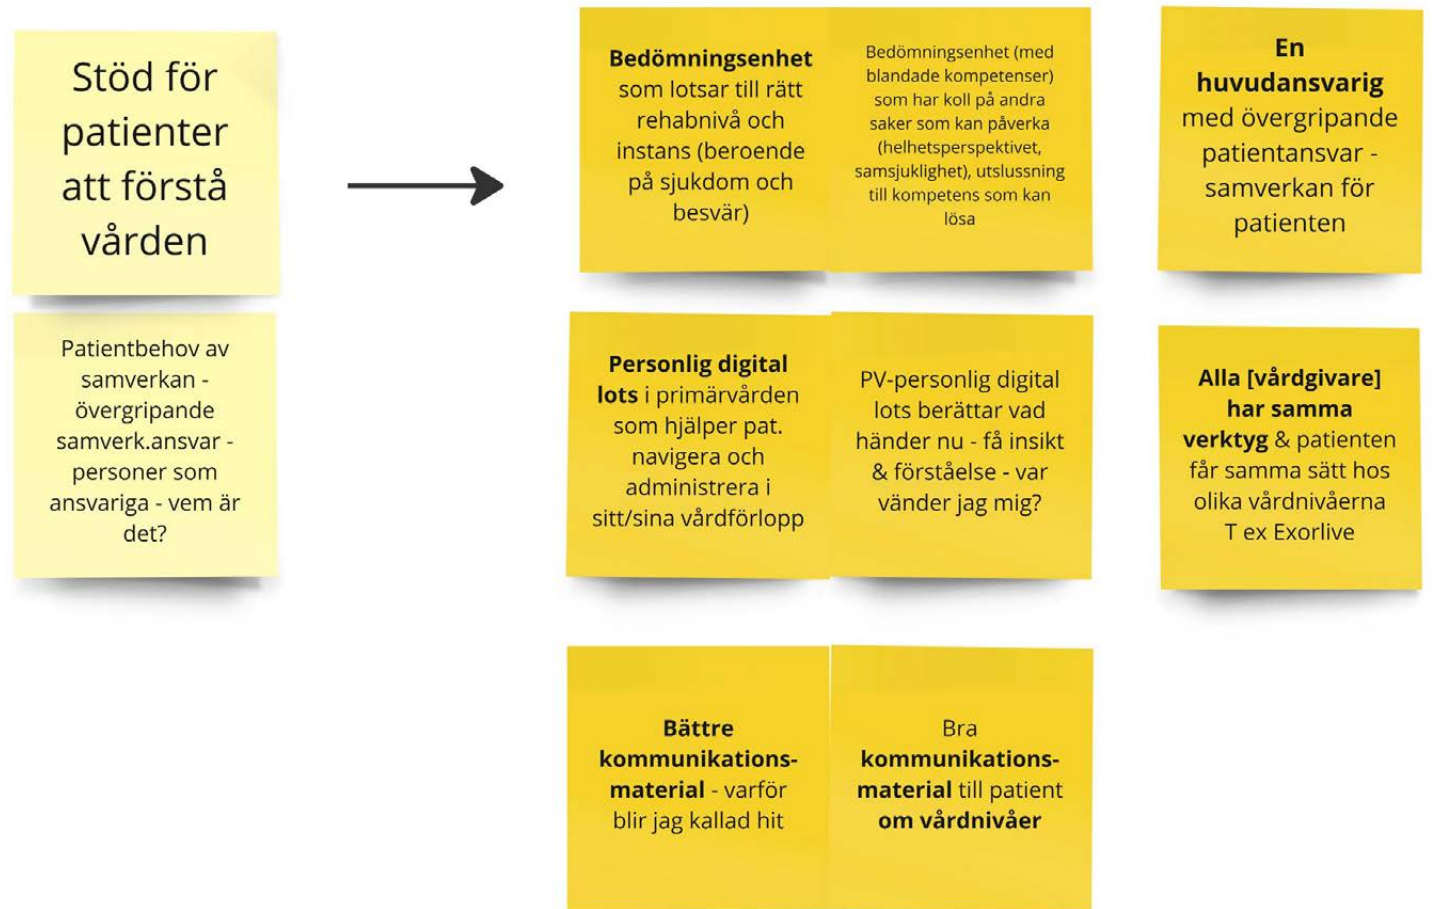 Stöd för
patienter
att förstå
vården
Patientbehov av
samverkan -
övergripande
samverk.ansvar -
personer som
ansvariga - vem är
det?
Bedömningsenhet
som lotsar till rätt
rehabnivå och
instans (beroende
på sjukdom och
besvär)
Bedömningsenhet (med
blandade kompetenser)
som har koll på andra
saker som kan påverka
(helhetsperspektivet,
samsjuklighet), utslussning
till kompetens som kan
lösa
En
huvudansvarig
med övergripande
patientansvar -
samverkan för
patienten
Personlig digital
lots i primärvården
som hjälper pat.
navigera och
administrera i
sitt/sina vårdförlopp
PV-personlig digital
lots berättar vad
händer nu - få insikt
& förståelse - var
vänder jag mig?
Alla [vårdgivare]
har samma
verktyg & patienten
får samma sätt hos
olika vårdnivåerna
T ex Exorlive
Bättre
kommunikations-
material - varför
blir jag kallad hit
Bra
kommunikations-
material till patient
om vårdnivåer